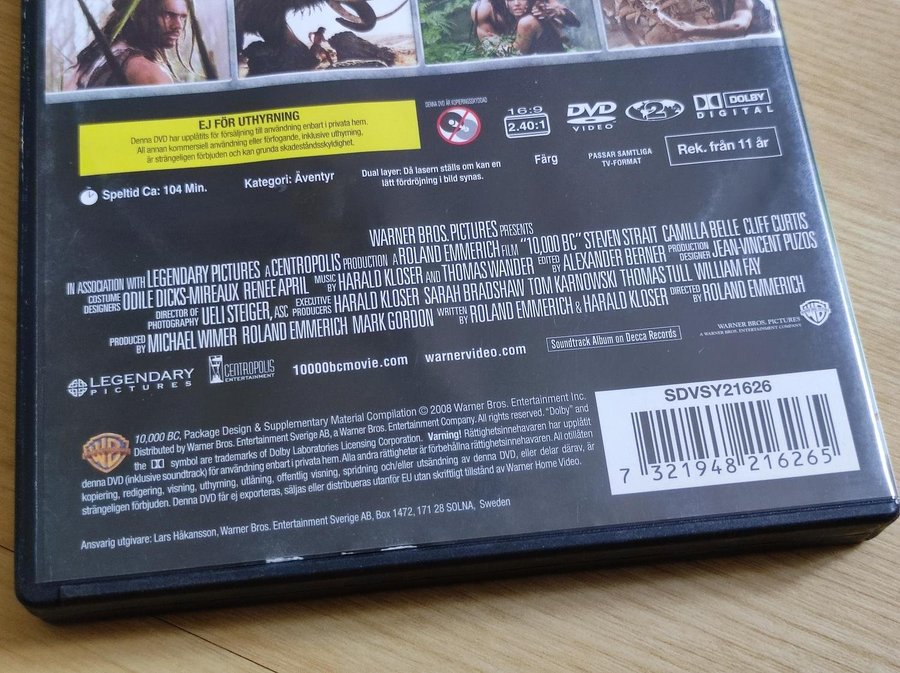 EJ FÖR UTHYRNING
Denna DVD har upplåtits för försäljning till användning enbart i privata hem.
All annan kommersiell användning eller förfogande, inklusive uthyrning,
är strängeligen förbjuden och kan grunda skadeståndsskyldighet.
DENNA DVD ÄR KOPIERINGSSKYDDAD
16:9
2.40:1
DVD
VIDEO
2
DOLBY
DIGITAL
Speltid Ca: 104 Min.
Kategori: Äventyr
Dual layer: Då lasern ställs om kan en
lätt fördröjning i bild synas.
Färg
PASSAR SAMTLIGA
TV-FORMAT
Rek. från 11 år
WARNER BROS. PICTURES PRESENTS
IN ASSOCIATION WITH LEGENDARY PICTURES A CENTROPOLIS PRODUCTION A ROLAND EMMERICH FILM "10,000 BC" STEVEN STRAIT CAMILLA BELLE CLIFF CURTIS
COSTUME DESIGNERS ODILE DICKS-MIREAUX RENEE APRIL MUSIC BY HARALD KLOSER AND THOMAS WANDER EDITED BY ALEXANDER BERNER PRODUCTION DESIGNER JEAN-VINCENT PUZOS
DIRECTOR OF PHOTOGRAPHY UELI STEIGER, ASC EXECUTIVE PRODUCERS HARALD KLOSER SARAH BRADSHAW TOM KARNOWSKI THOMAS TULL WILLIAM FAY
PRODUCED BY MICHAEL WIMER ROLAND EMMERICH MARK GORDON WRITTEN BY ROLAND EMMERICH & HARALD KLOSER DIRECTED BY ROLAND EMMERICH
LEGENDARY
PICTURES
CENTROPOLIS
ENTERTAINMENT
10000bcmovie.com
warnervideo.com
Soundtrack Album on Decca Records
WARNER BROS. PICTURES
A WARNER BROS. ENTERTAINMENT COMPANY
10,000 BC, Package Design & Supplementary Material Compilation © 2008 Warner Bros. Entertainment Inc.
Distributed by Warner Bros. Entertainment Sverige AB, a Warner Bros. Entertainment Company. All rights reserved. "Dolby" and
the symbol are trademarks of Dolby Laboratories Licensing Corporation. Varning! Rättighetsinnehavaren har upplåtit
denna DVD (inklusive soundtrack) för användning enbart i privata hem. Alla andra rättigheter är förbehållna rättighetsinnehavaren. All otillåten
kopiering, redigering, visning, uthyrning, utlåning, offentlig visning, spridning och/eller utsändning av denna DVD, eller delar därav, är
strängeligen förbjuden. Denna DVD får ej exporteras, säljas eller distribueras utanför EU utan skriftligt tillstånd av Warner Home Video.
Ansvarig utgivare: Lars Håkansson, Warner Bros. Entertainment Sverige AB, Box 1472, 171 28 SOLNA, Sweden
SDVSY21626
7 321948 216265